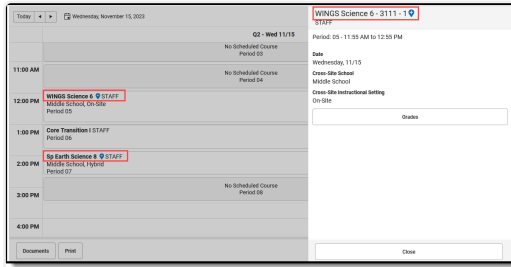 Today
Wednesday, November 15, 2023
Q2 - Wed 11/15
No Scheduled Course
Period 03
11:00 AM
No Scheduled Course
Period 04
12:00 PM
WINGS Science 6 STAFF
Middle School, On-Site
Period 05
1:00 PM
Core Transition I STAFF
Period 06
2:00 PM
Sp Earth Science 8 STAFF
Middle School, Hybrid
Period 07
3:00 PM
No Scheduled Course
Period 08
4:00 PM
Documents
Print
WINGS Science 6 - 3111 - 1
STAFF
Period: 05 - 11:55 AM to 12:55 PM
Date
Wednesday, 11/15
Cross-Site School
Middle School
Cross-Site Instructional Setting
On-Site
Grades
Close